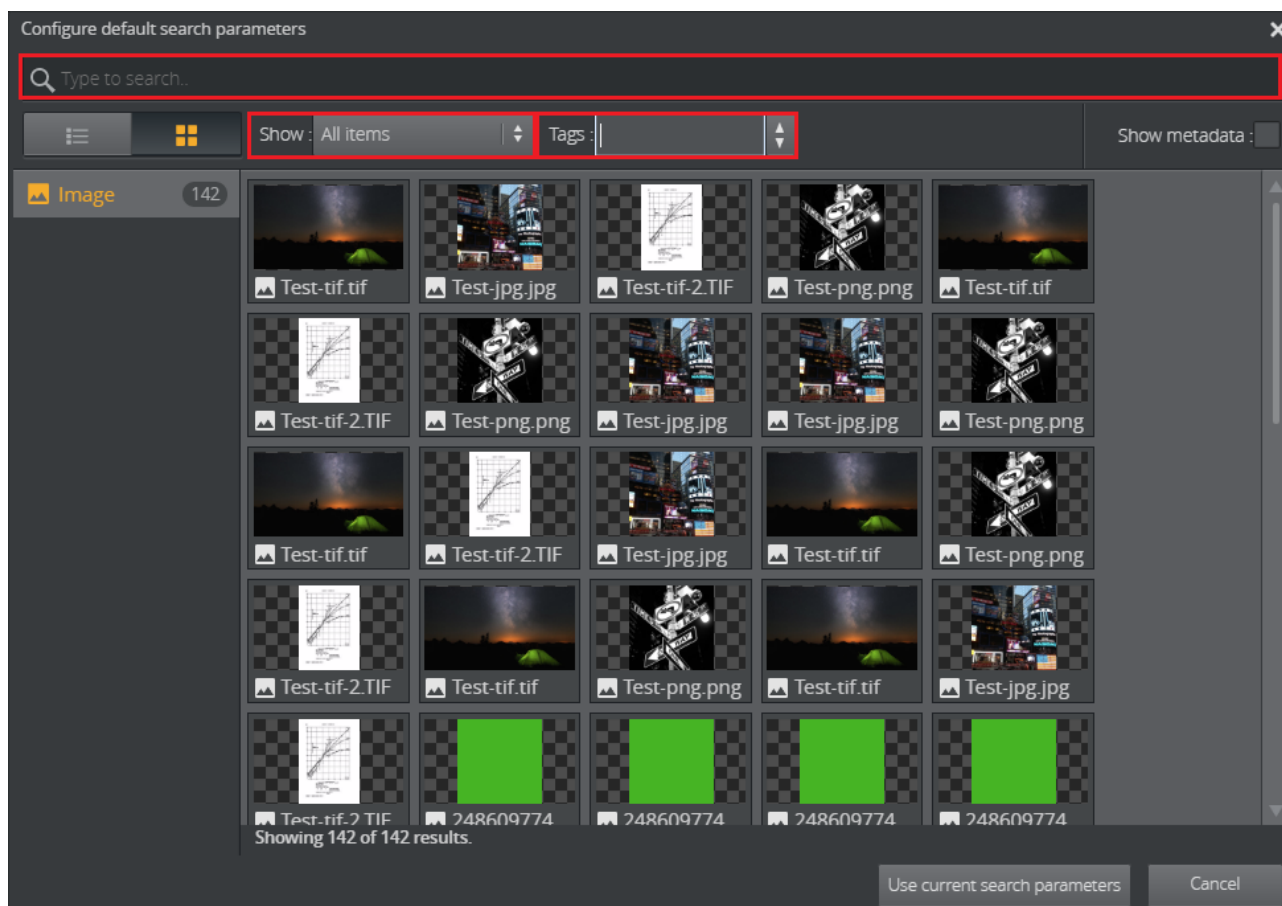 Configure default search parameters
Type to search..
Show : All items Tags : Show metadata :
Image 142
Test-tif.tif Test-jpg.jpg Test-tif-2.TIF Test-png.png Test-tif.tif
Test-tif-2.TIF Test-png.png Test-jpg.jpg Test-jpg.jpg Test-png.png
Test-tif.tif Test-tif-2.TIF Test-jpg.jpg Test-tif.tif Test-png.png
Test-tif-2.TIF Test-tif.tif Test-png.png Test-tif.tif Test-jpg.jpg
Test-tif-2.TIF 248609774 248609774 248609774 248609774
Showing 142 of 142 results.
Use current search parameters Cancel